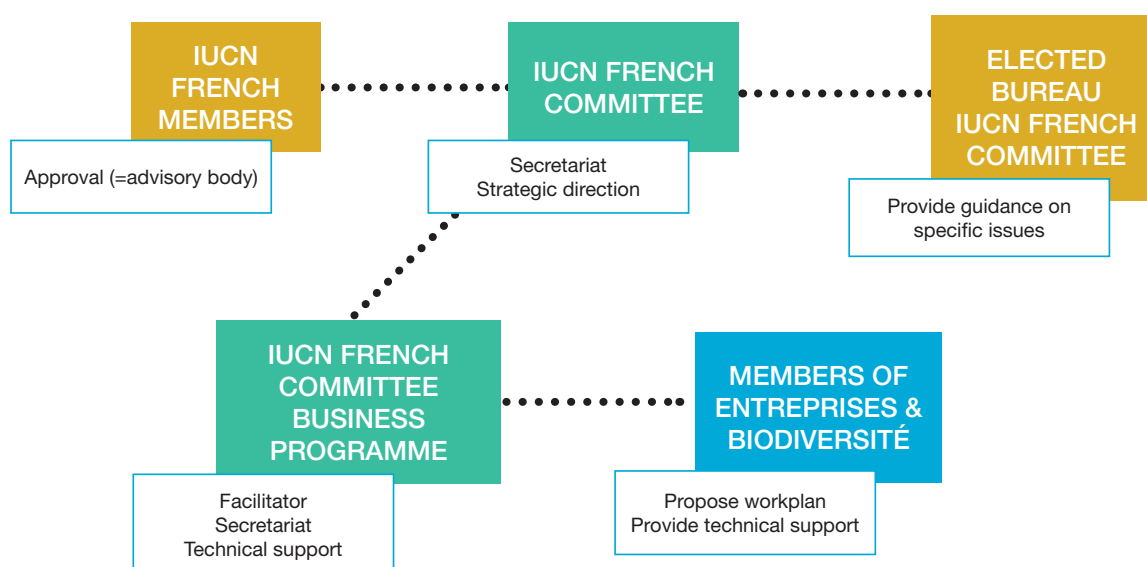 IUCN
FRENCH
MEMBERS
Approval (=advisory body)
IUCN FRENCH
COMMITTEE
Secretariat
Strategic direction
ELECTED
BUREAU
IUCN FRENCH
COMMITTEE
Provide guidance on
specific issues
IUCN FRENCH
COMMITTEE
BUSINESS
PROGRAMME
Facilitator
Secretariat
Technical support
MEMBERS OF
ENTREPRISES &
BIODIVERSITÉ
Propose workplan
Provide technical support